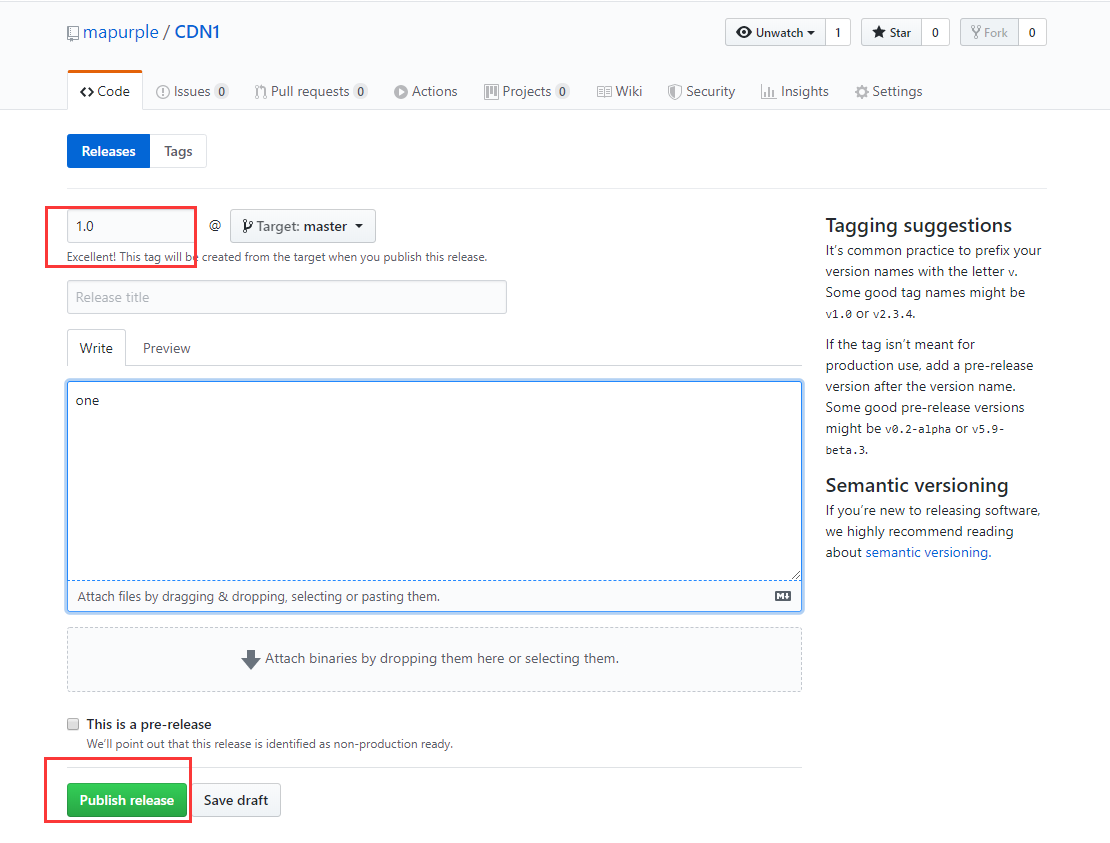 mapurple / CDN1
Unwatch 1 Star 0 Fork 0
Code Issues 0 Pull requests 0 Actions Projects 0 Wiki Security Insights Settings
Releases Tags
1.0 @ Target: master
Excellent! This tag will be created from the target when you publish this release.
Release title
Write Preview
one
Attach files by dragging & dropping, selecting or pasting them.
Attach binaries by dropping them here or selecting them.
This is a pre-release
We’ll point out that this release is identified as non-production ready.
Publish release Save draft
Tagging suggestions
It’s common practice to prefix your
version names with the letter v.
Some good tag names might be
v1.0 or v2.3.4.
If the tag isn’t meant for
production use, add a pre-release
version after the version name.
Some good pre-release versions
might be v0.2-alpha or v5.9-
beta.3.
Semantic versioning
If you’re new to releasing software,
we highly recommend reading
about semantic versioning.